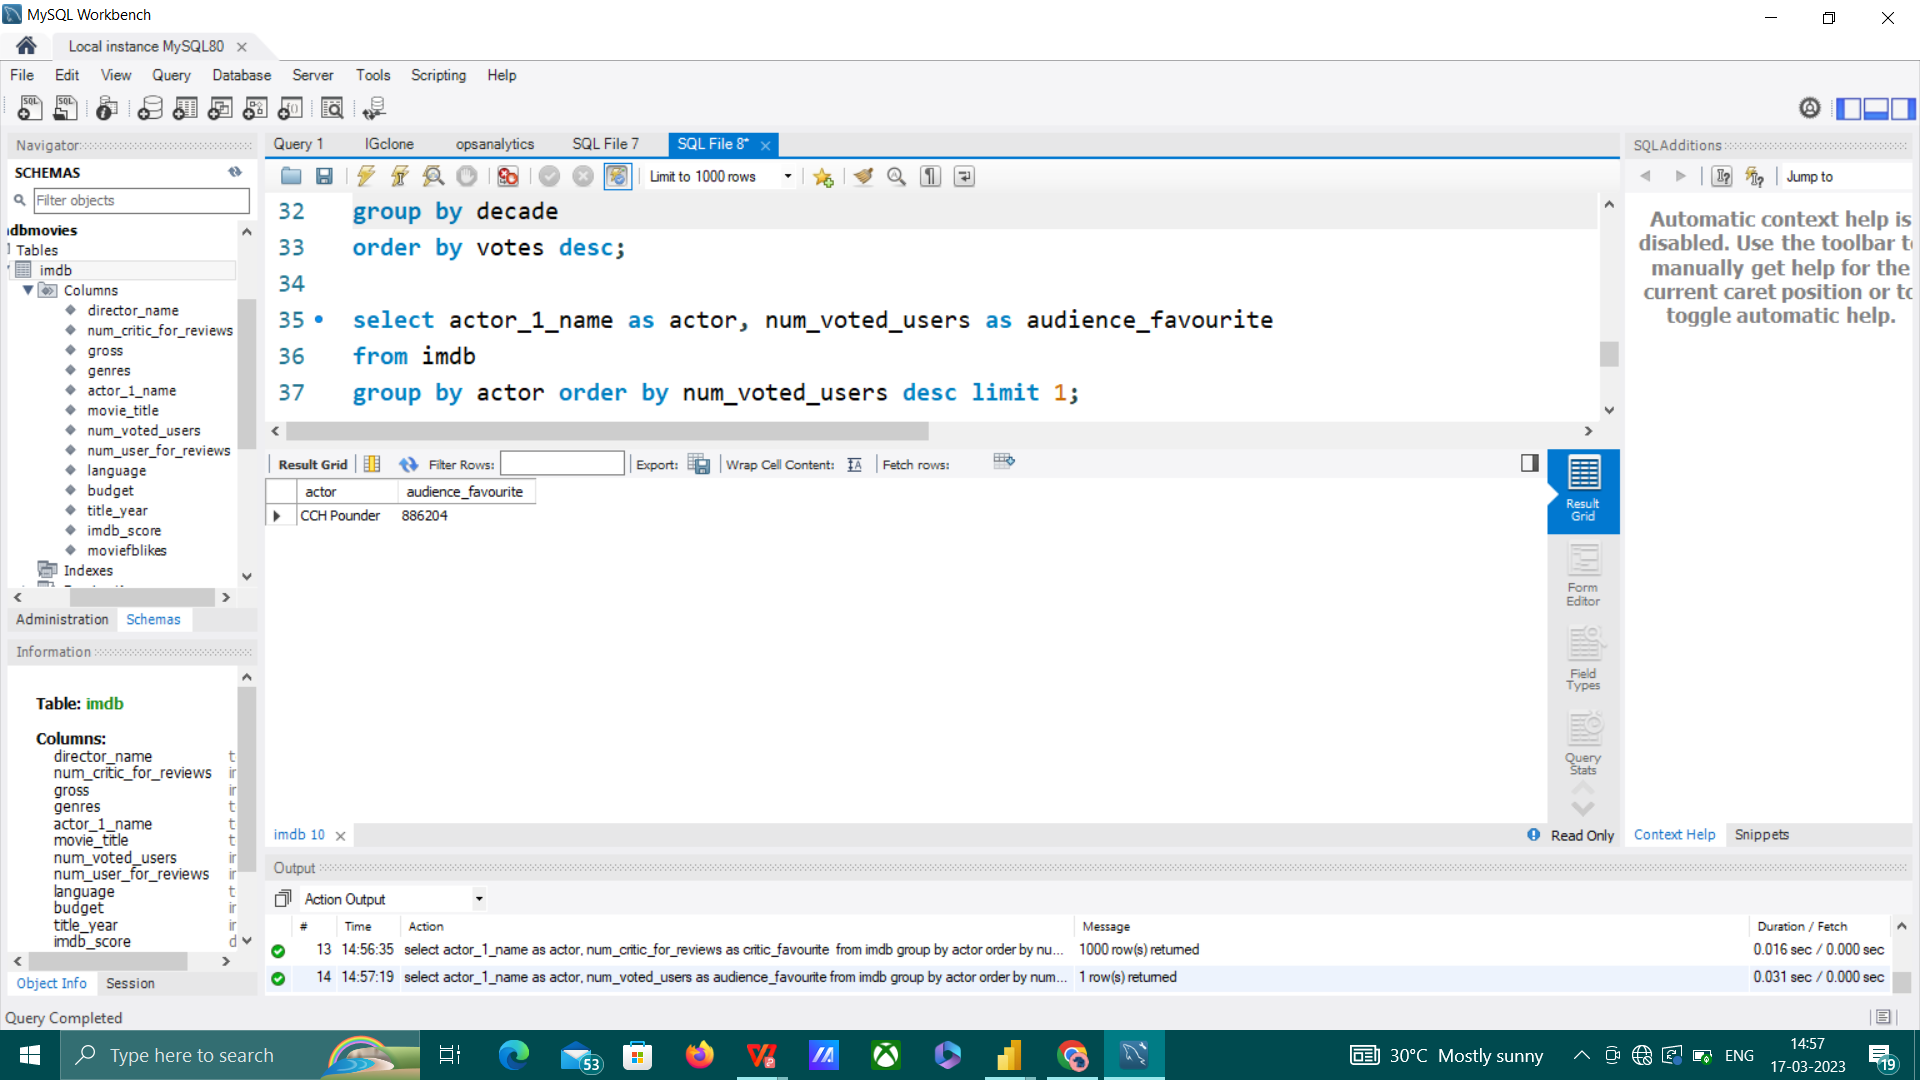 MySQL Workbench
Local instance MySQL80
File Edit View Query Database Server Tools Scripting Help
Navigator
SCHEMAS
Filter objects
dbmovies
Tables
imdb
Columns
director_name
num_critic_for_reviews
gross
genres
actor_1_name
movie_title
num_voted_users
num_user_for_reviews
language
budget
title_year
imdb_score
moviefblikes
Indexes
Administration Schemas
Information
Table: imdb
Columns:
director_name t
num_critic_for_reviews ir
gross ir
genres t
actor_1_name t
movie_title t
num_voted_users ir
num_user_for_reviews ir
language t
budget ir
title_year ir
imdb_score d
Object Info Session
Query 1 IGclone opsanalytics SQL File 7 SQL File 8*
Limit to 1000 rows
32 group by decade
33 order by votes desc;
34
35 select actor_1_name as actor, num_voted_users as audience_favourite
36 from imdb
37 group by actor order by num_voted_users desc limit 1;
Result Grid Filter Rows: Export: Wrap Cell Content: Fetch rows:
actor audience_favourite
CCH Pounder 886204
Result Grid
Form Editor
Field Types
Query Stats
imdb 10
Read Only
Output
Action Output
# Time Action Message Duration / Fetch
13 14:56:35 select actor_1_name as actor, num_critic_for_reviews as critic_favourite from imdb group by actor order by nu... 1000 row(s) returned 0.016 sec / 0.000 sec
14 14:57:19 select actor_1_name as actor, num_voted_users as audience_favourite from imdb group by actor order by num... 1 row(s) returned 0.031 sec / 0.000 sec
SQLAdditions
Jump to
Automatic context help is
disabled. Use the toolbar to
manually get help for the
current caret position or to
toggle automatic help.
Context Help Snippets
Query Completed
Type here to search
53
30°C Mostly sunny
ENG
14:57
17-03-2023
19